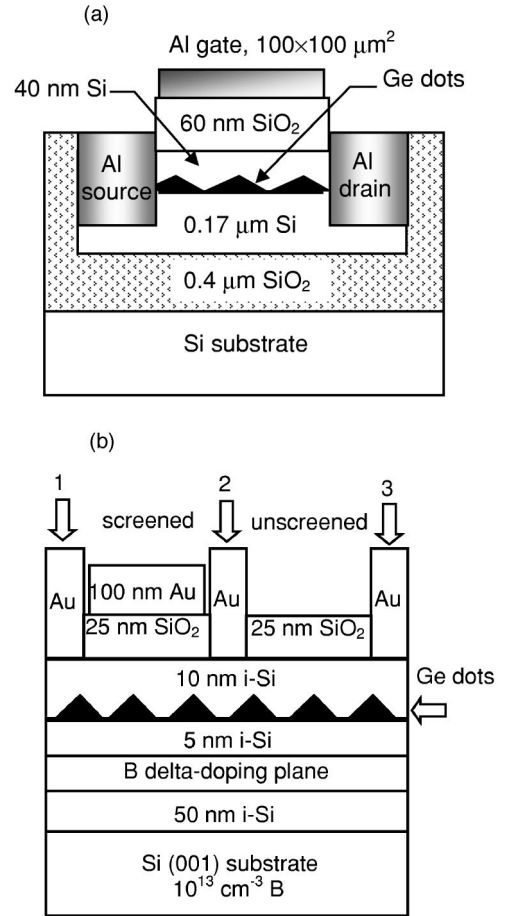 (a)
Al gate, 100×100 μm²
40 nm Si
Ge dots
60 nm SiO₂
Al
source
Al
drain
0.17 μm Si
0.4 μm SiO₂
Si substrate
(b)
1
2
3
screened
unscreened
Au
100 nm Au
Au
Au
25 nm SiO₂
25 nm SiO₂
10 nm i-Si
Ge dots
5 nm i-Si
B delta-doping plane
50 nm i-Si
Si (001) substrate
10¹³ cm⁻³ B